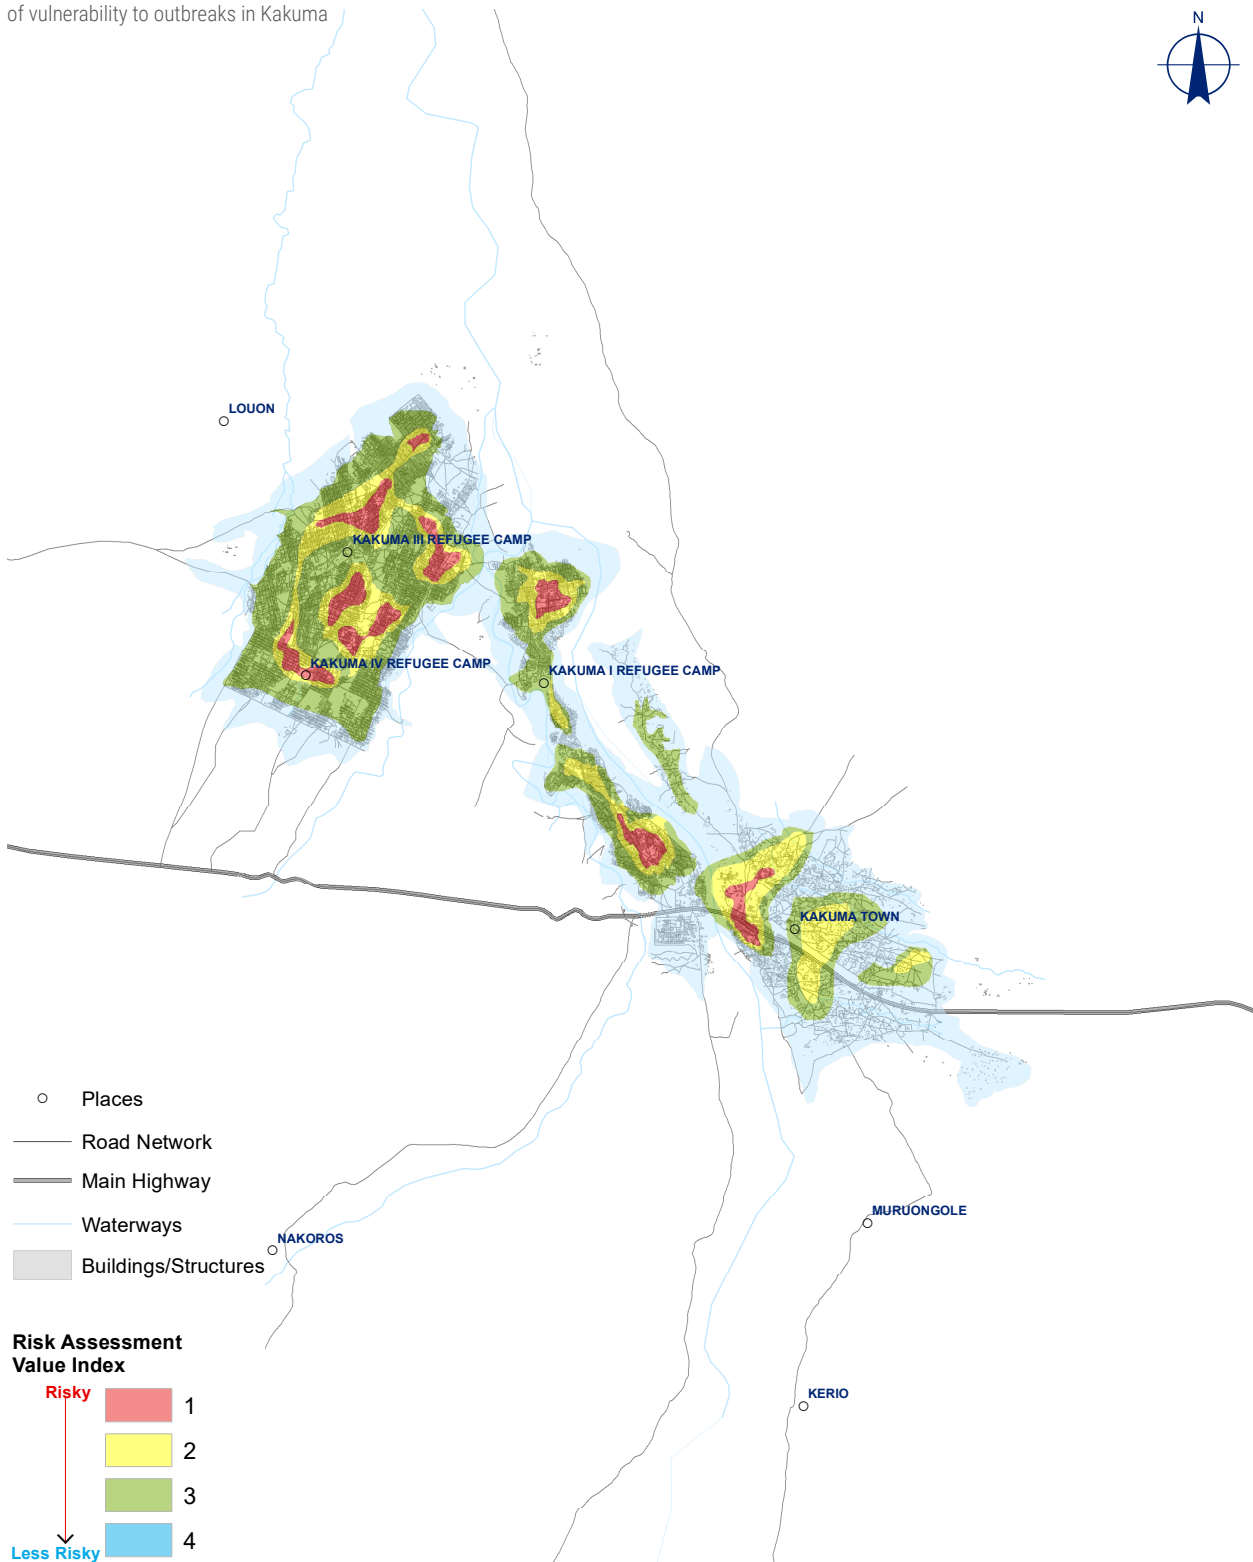 of vulnerability to outbreaks in Kakuma
N
LOUON
KAKUMA III REFUGEE CAMP
KAKUMA IV REFUGEE CAMP
KAKUMA I REFUGEE CAMP
KAKUMA TOWN
Places
Road Network
Main Highway
Waterways
Buildings/Structures
MURUONGOLE
NAKOROS
KERIO
Risk Assessment
Value Index
Risky
1
2
3
4
Less Risky